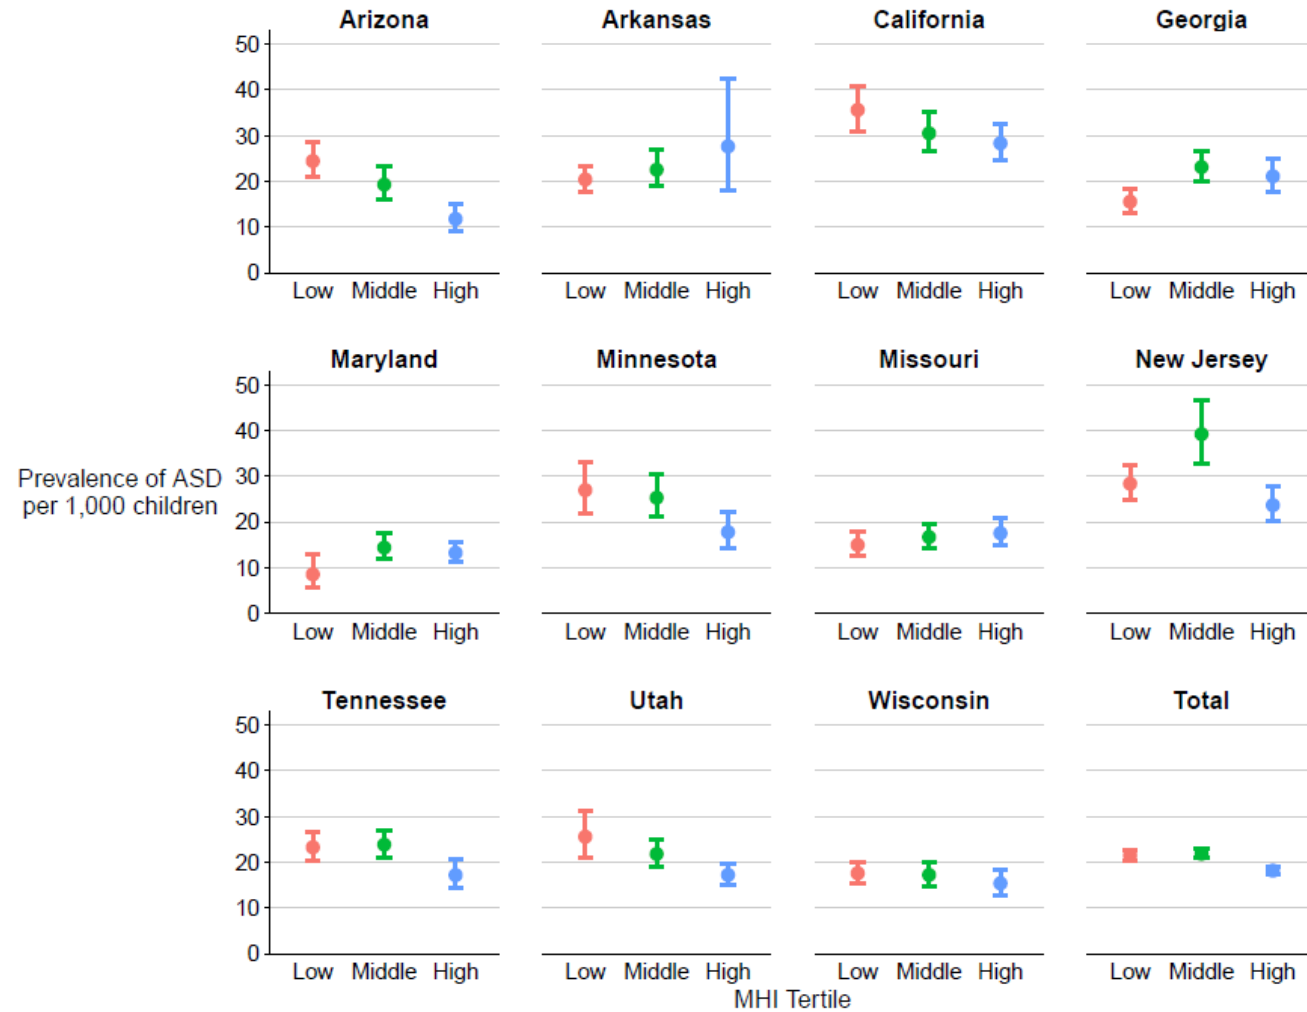 Arizona Arkansas California Georgia
50
40
30
20
10
0
Low Middle High Low Middle High Low Middle High Low Middle High
Maryland Minnesota Missouri New Jersey
50
40
30
20
10
0
Prevalence of ASD
per 1,000 children
Low Middle High Low Middle High Low Middle High Low Middle High
Tennessee Utah Wisconsin Total
50
40
30
20
10
0
Low Middle High Low Middle High Low Middle High Low Middle High
MHI Tertile